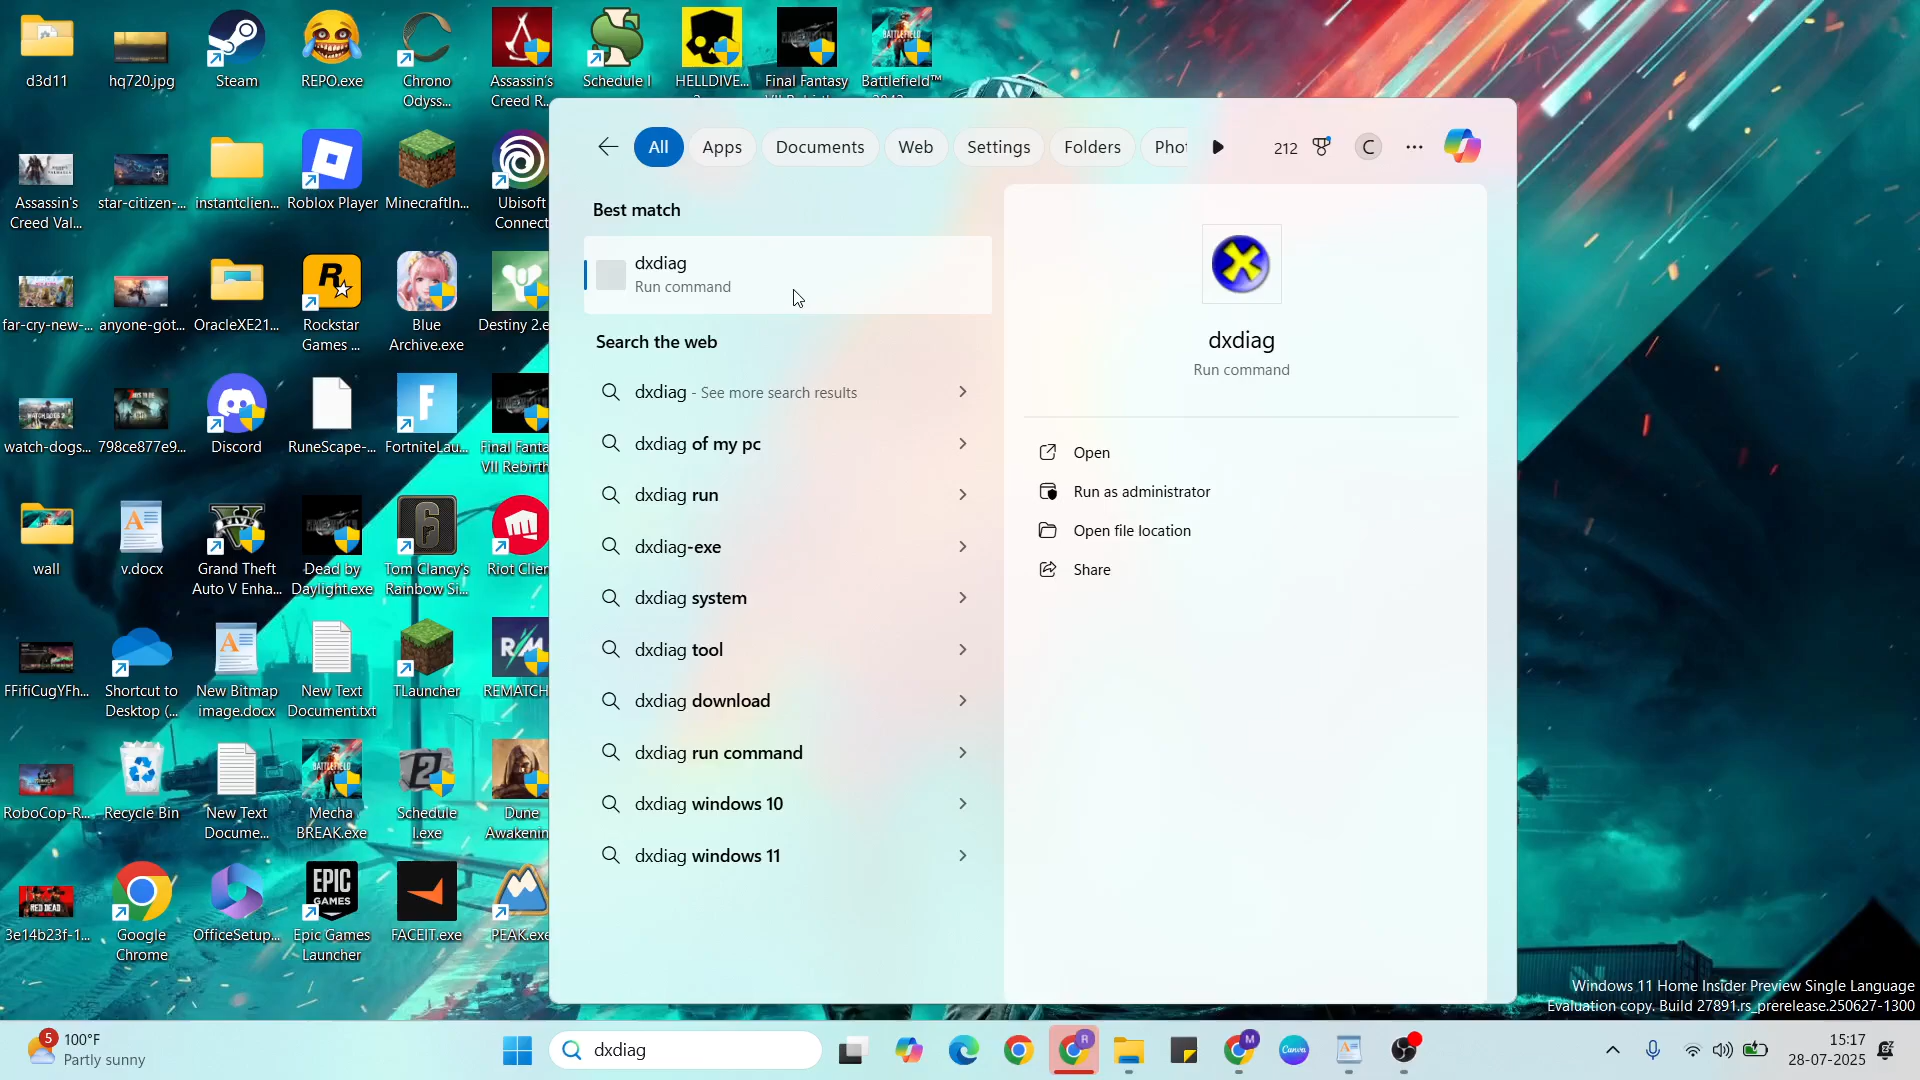 d3d11
hq720.jpg
Steam
REPO.exe
Chrono
Odyss...
Assassin's
Creed R...
Schedule I
HELLDIVE...
Final Fantasy
Battlefield™
Assassin's
Creed Val...
star-citizen-...
instantclien...
Roblox Player
MinecraftIn...
Ubisoft
Connect
far-cry-new-...
anyone-got...
OracleXE21...
Rockstar
Games ...
Blue
Archive.exe
Destiny 2.e
watch-dogs...
798ce877e9...
Discord
RuneScape-...
FortniteLau...
Final Fanta
VII Rebirth
wall
v.docx
Grand Theft
Auto V Enha...
Dead by
Daylight.exe
Tom Clancy's
Rainbow Si...
Riot Clien
FFifiCugYFh...
Shortcut to
Desktop (...
New Bitmap
image.docx
New Text
Document.txt
TLauncher
REMATCH
RoboCop-R...
Recycle Bin
New Text
Docume...
Mecha
BREAK.exe
Schedule
I.exe
Dune
Awakenin
3e14b23f-1...
Google
Chrome
OfficeSetup...
Epic Games
Launcher
FACEIT.exe
PEAK.exe
All
Apps
Documents
Web
Settings
Folders
Phot
212
C
Best match
dxdiag
Run command
Search the web
dxdiag - See more search results
dxdiag of my pc
dxdiag run
dxdiag-exe
dxdiag system
dxdiag tool
dxdiag download
dxdiag run command
dxdiag windows 10
dxdiag windows 11
dxdiag
Run command
Open
Run as administrator
Open file location
Share
Windows 11 Home Insider Preview Single Language
Evaluation copy. Build 27891.rs_prerelease.250627-1300
5
100°F
Partly sunny
dxdiag
R
M
Canva
15:17
28-07-2025